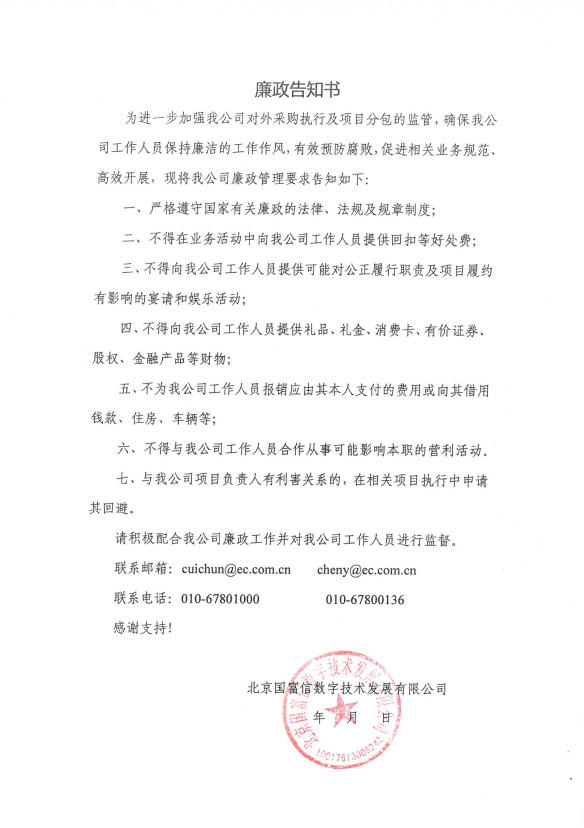 廉政告知书
为进一步加强我公司对外采购执行及项目分包的监管，确保我公
司工作人员保持廉洁的工作作风，有效预防腐败，促进相关业务规范、
高效开展，现将我公司廉政管理要求告知如下：
一、严格遵守国家有关廉政的法律、法规及规章制度；
二、不得在业务活动中向我公司工作人员提供回扣等好处费；
三、不得向我公司工作人员提供可能对公正履行职责及项目履约
有影响的宴请和娱乐活动；
四、不得向我公司工作人员提供礼品、礼金、消费卡、有价证券、
股权、金融产品等财物；
五、不为我公司工作人员报销应由其本人支付的费用或向其借用
钱款、住房、车辆等；
六、不得与我公司工作人员合作从事可能影响本职的营利活动。
七、与我公司项目负责人有利害关系的，在相关项目执行中申请
其回避。
请积极配合我公司廉政工作并对我公司工作人员进行监督。
联系邮箱：cuichun@ec.com.cn cheny@ec.com.cn
联系电话：010-67801000 010-67800136
感谢支持！
北京国富信数字技术发展有限公司
年 月 日
北京国富信数字技术发展有限公司